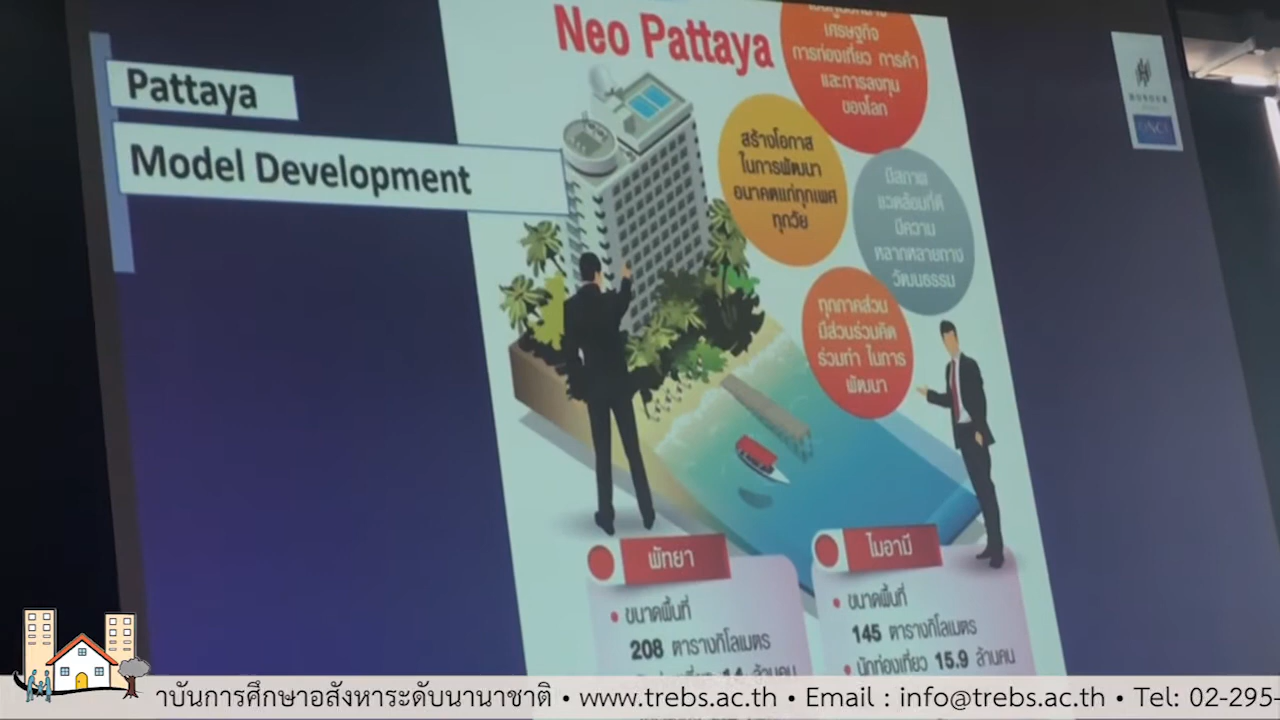 Pattaya
Model Development
Neo Pattaya
เศรษฐกิจ
การท่องเที่ยว การค้า
และการลงทุน
ของโลก
สร้างโอกาส
ในการพัฒนา
อนาคตแก่ทุกเพศ
ทุกวัย
มีสภาพ
แวดล้อมที่ดี
มีความ
หลากหลายทาง
วัฒนธรรม
ทุกภาคส่วน
มีส่วนร่วมคิด
ร่วมทำ ในการ
พัฒนา
พัทยา
• ขนาดพื้นที่
208 ตารางกิโลเมตร
ไมอามี
• ขนาดพื้นที่
145 ตารางกิโลเมตร
• นักท่องเที่ยว 15.9 ล้านคน
าบันการศึกษาอสังหาระดับนานาชาติ • www.trebs.ac.th • Email : info@trebs.ac.th • Tel: 02-295-